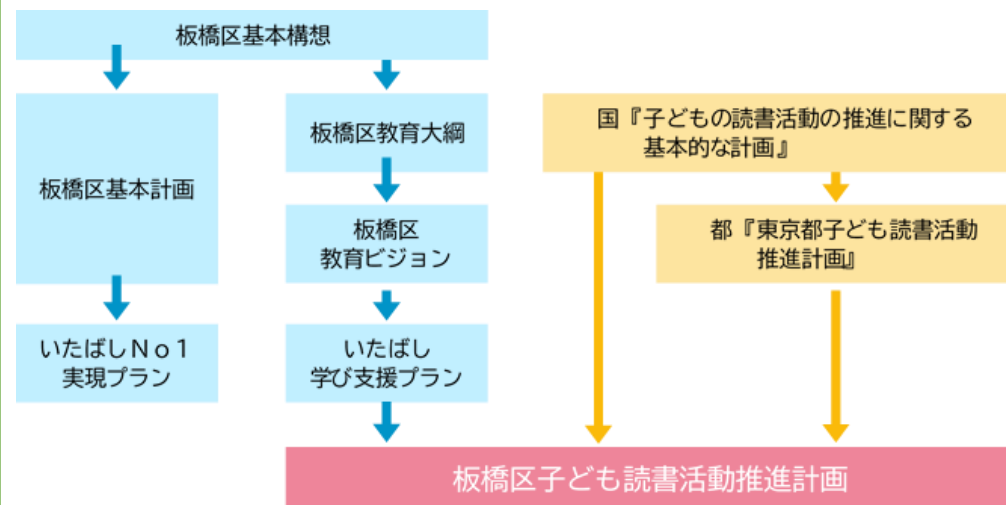 板橋区基本構想
板橋区基本計画
板橋区教育大綱
国『子どもの読書活動の推進に関する
基本的な計画』
板橋区
教育ビジョン
都『東京都子ども読書活動
推進計画』
いたばしＮｏ１
実現プラン
いたばし
学び支援プラン
板橋区子ども読書活動推進計画